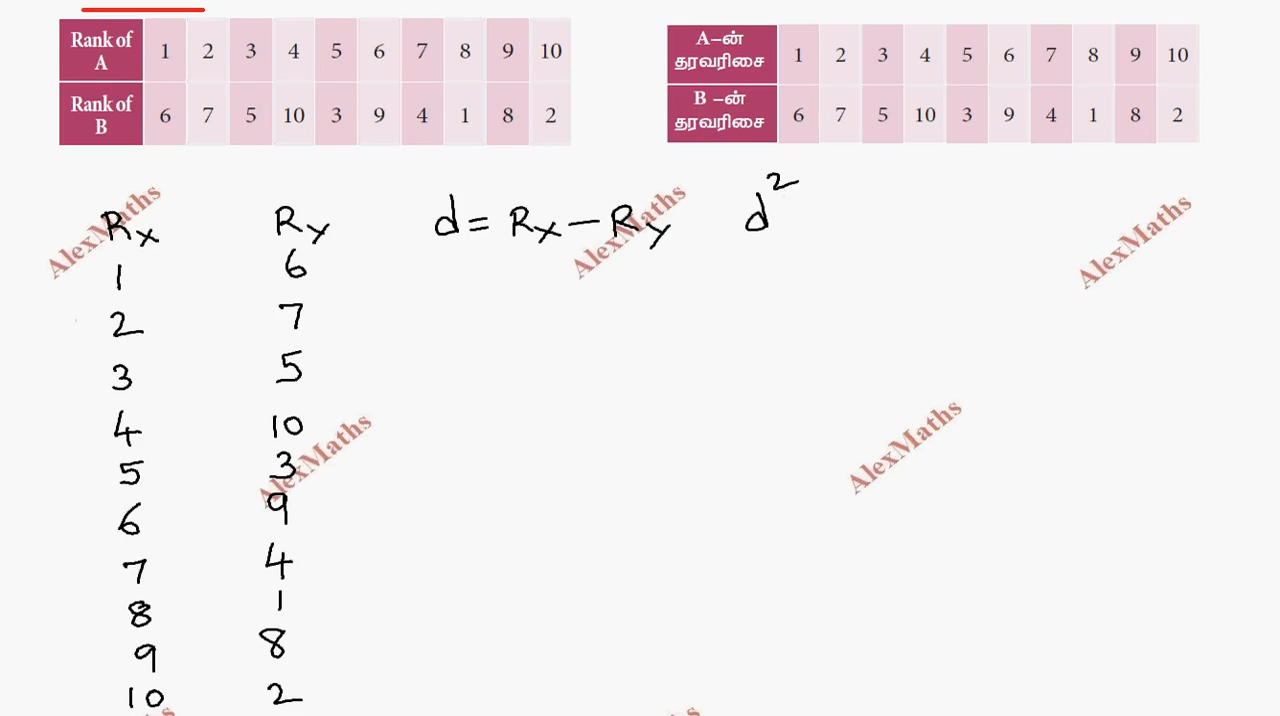 Rank of A 1 2 3 4 5 6 7 8 9 10
Rank of B 6 7 5 10 3 9 4 1 8 2
A–ன் தரவரிசை 1 2 3 4 5 6 7 8 9 10
B –ன் தரவரிசை 6 7 5 10 3 9 4 1 8 2
Rx Ry d = Rx – Ry d²
1 6
2 7
3 5
4 10
5 3
6 9
7 4
8 1
9 8
10 2
AlexMaths
AlexMaths
AlexMaths
AlexMaths
AlexMaths